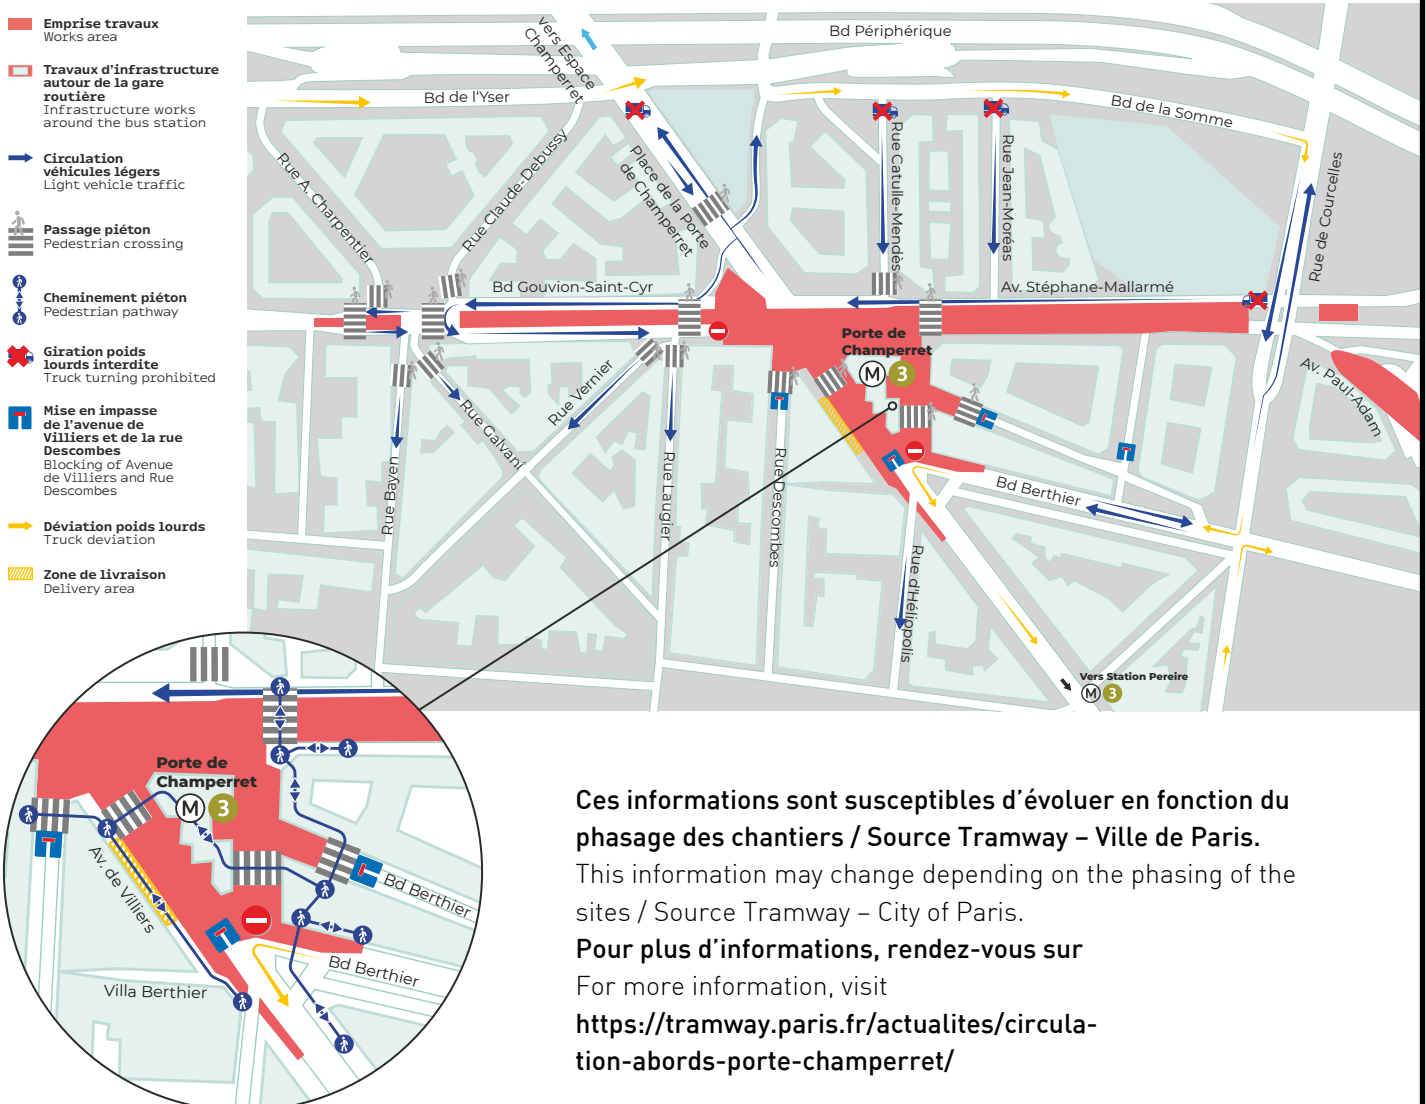 Emprise travaux
Works area
Travaux d'infrastructure
autour de la gare
routière
Infrastructure works
around the bus station
Circulation
véhicules légers
Light vehicle traffic
Passage piéton
Pedestrian crossing
Cheminement piéton
Pedestrian pathway
Giration poids
lourds interdite
Truck turning prohibited
Mise en impasse
de l'avenue de
Villiers et de la rue
Descombes
Blocking of Avenue
de Villiers and Rue
Descombes
Déviation poids lourds
Truck deviation
Zone de livraison
Delivery area
vers Espace
Champerret
Bd Périphérique
Bd de l'Yser
Bd de la Somme
Rue A. Charpentier
Rue Claude-Debussy
Place de la Porte
de Champerret
Rue Catulle-Mendès
Rue Jean-Moréas
Rue de Courcelles
Bd Gouvion-Saint-Cyr
Av. Stéphane-Mallarmé
Porte de
Champerret
M 3
Av. Paul-Adam
Rue Vernier
Rue Galvani
Rue Bayen
Rue Laugier
Rue Descombes
Bd Berthier
Rue d'Héliopolis
Vers Station Pereire
M 3
Porte de
Champerret
M 3
Av. de Villiers
Bd Berthier
Bd Berthier
Villa Berthier
Ces informations sont susceptibles d'évoluer en fonction du
phasage des chantiers / Source Tramway – Ville de Paris.
This information may change depending on the phasing of the
sites / Source Tramway – City of Paris.
Pour plus d'informations, rendez-vous sur
For more information, visit
https://tramway.paris.fr/actualites/circula-
tion-abords-porte-champerret/